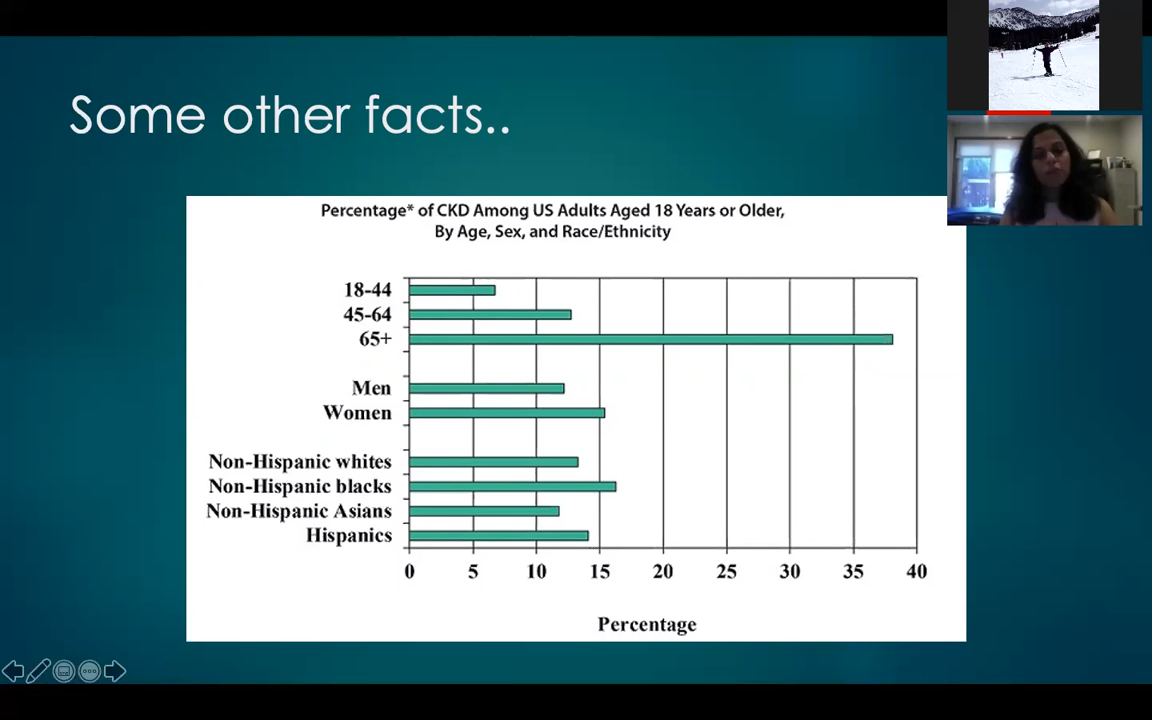 Some other facts..
Percentage* of CKD Among US Adults Aged 18 Years or Older,
By Age, Sex, and Race/Ethnicity
18-44
45-64
65+
Men
Women
Non-Hispanic whites
Non-Hispanic blacks
Non-Hispanic Asians
Hispanics
0 5 10 15 20 25 30 35 40
Percentage